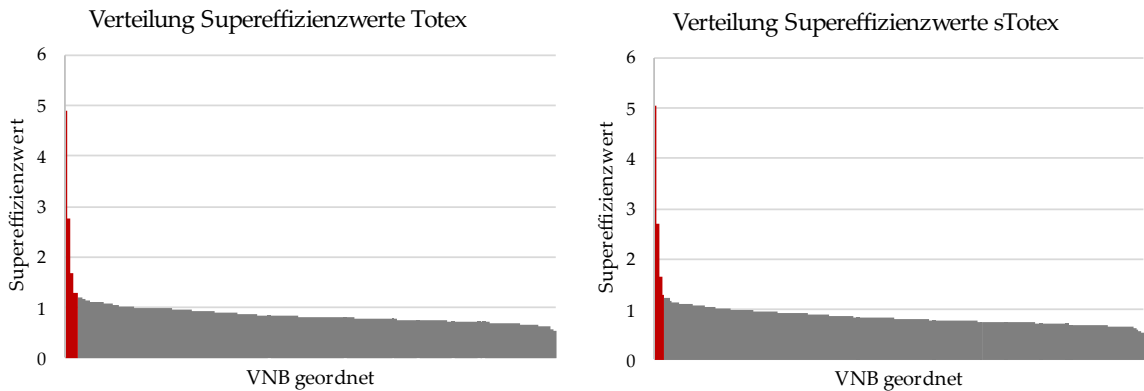 Verteilung Supereffizienzwerte Totex
6
5
4
3
2
1
0
Supereffizienzwert
VNB geordnet
Verteilung Supereffizienzwerte sTotex
6
5
4
3
2
1
0
Supereffizienzwert
VNB geordnet